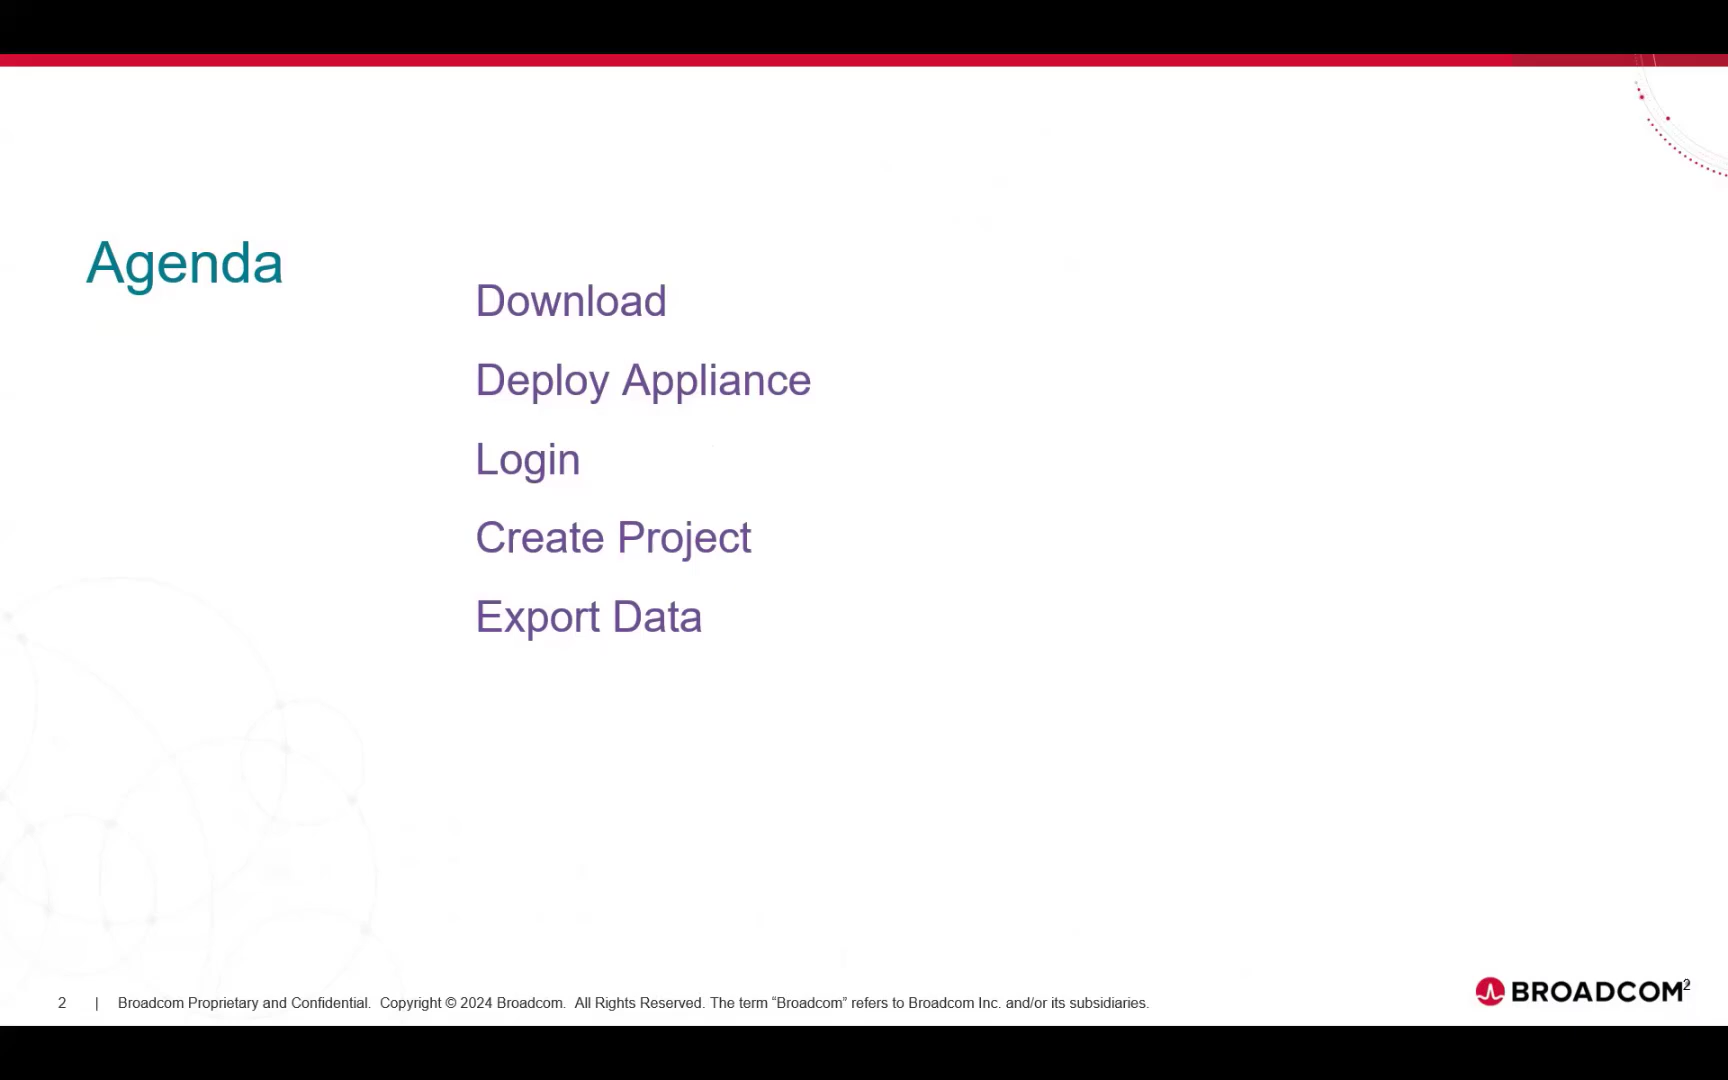 Agenda
Download
Deploy Appliance
Login
Create Project
Export Data
2 | Broadcom Proprietary and Confidential. Copyright © 2024 Broadcom. All Rights Reserved. The term “Broadcom” refers to Broadcom Inc. and/or its subsidiaries.
BROADCOM
2